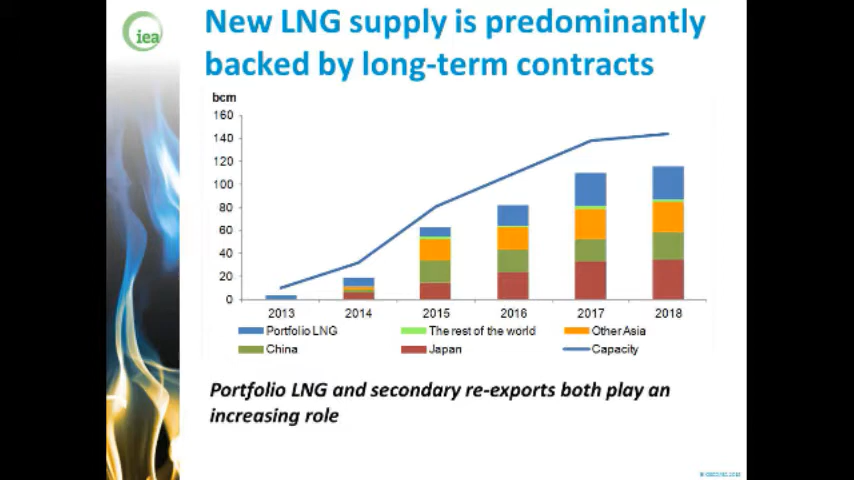 iea
New LNG supply is predominantly
backed by long-term contracts
bcm
160
140
120
100
80
60
40
20
0
2013 2014 2015 2016 2017 2018
Portfolio LNG The rest of the world Other Asia
China Japan Capacity
Portfolio LNG and secondary re-exports both play an
increasing role